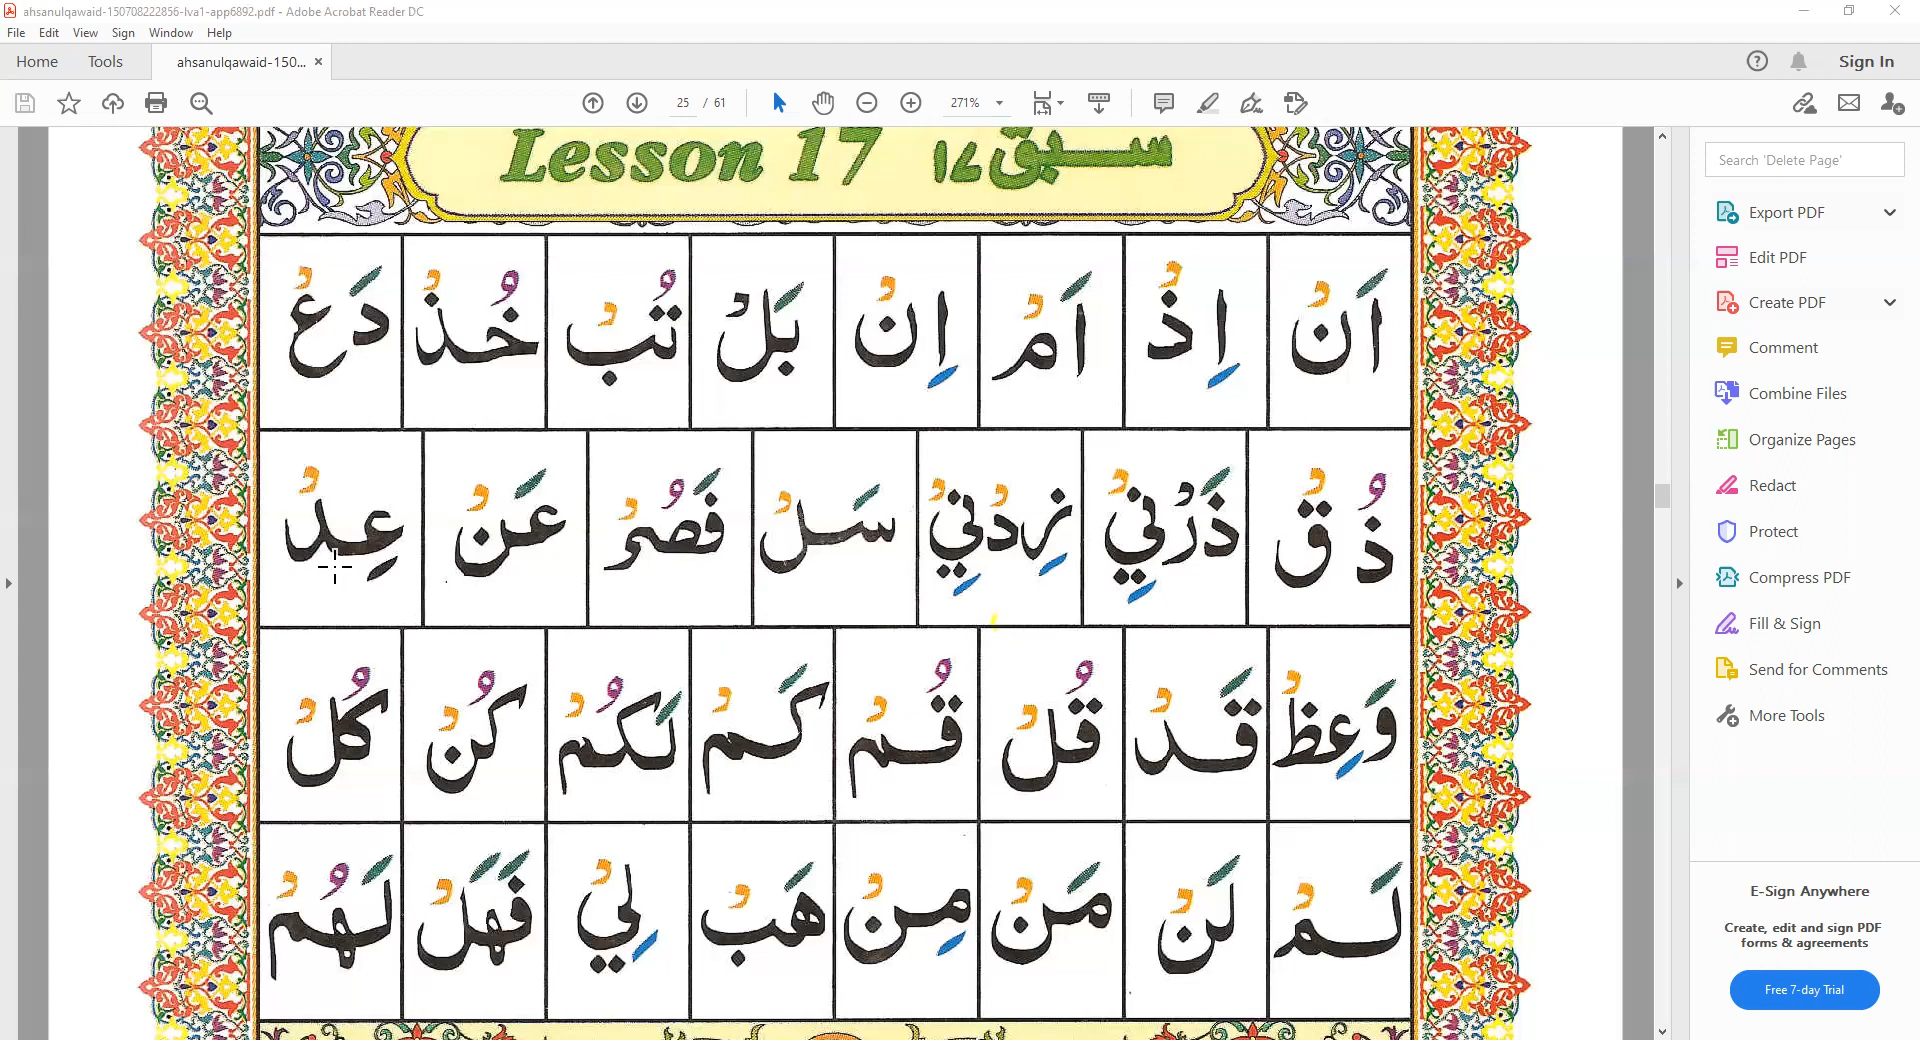 ahsanulqawaid-150708222856-lva1-app6892.pdf - Adobe Acrobat Reader DC
File Edit View Sign Window Help
Home Tools ahsanulqawaid-150... ×
Sign In
25 / 61 271%
Lesson 17 سبق ۱۷
اَنْ اِذْ اَمْ اِنْ بَلْ تُبْ خُذْ دَعْ
ذُقْ ذَرْنِيْ زِدْنِيْ سَلْ فَصُرْ عَنْ عِدْ
وَعِظْ قَدْ قُلْ قُمْ كَمْ لَكُمْ كُنْ كُلْ
لَمْ لَنْ مَنْ مِنْ هَبْ لِيْ فَهَلْ لَهُمْ
Search 'Delete Page'
Export PDF
Edit PDF
Create PDF
Comment
Combine Files
Organize Pages
Redact
Protect
Compress PDF
Fill & Sign
Send for Comments
More Tools
E-Sign Anywhere
Create, edit and sign PDF
forms & agreements
Free 7-day Trial